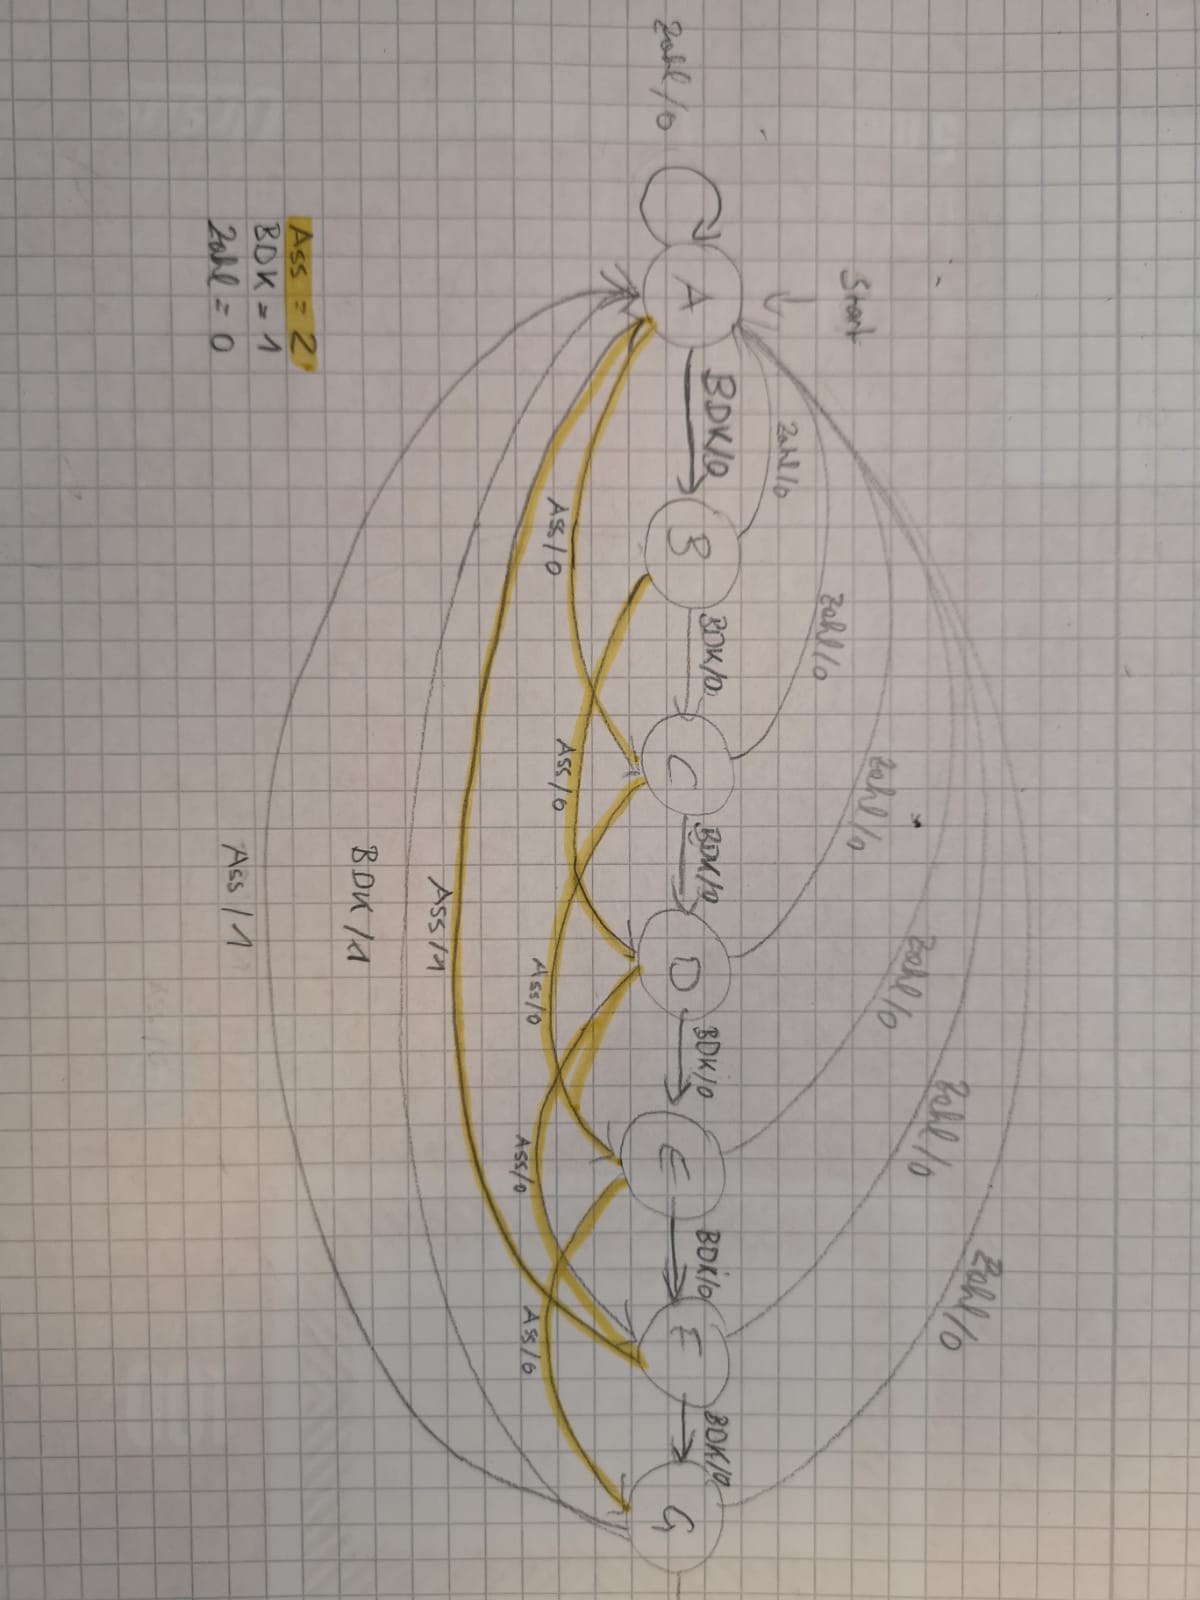 Zahl/0
Zahl/0
Zahl/0
Zahl/0
Start
Zahl/0
Zahl/0
Zahl/0
A
BDK/0
B
BDK/0
C
BDK/0
D
BDK/0
E
BDK/0
F
BDK/0
G
Ass/0
Ass/0
Ass/0
Ass/0
Ass/0
Ass/1
BDK/1
Ass/1
Ass = 2
BDK = 1
Zahl = 0